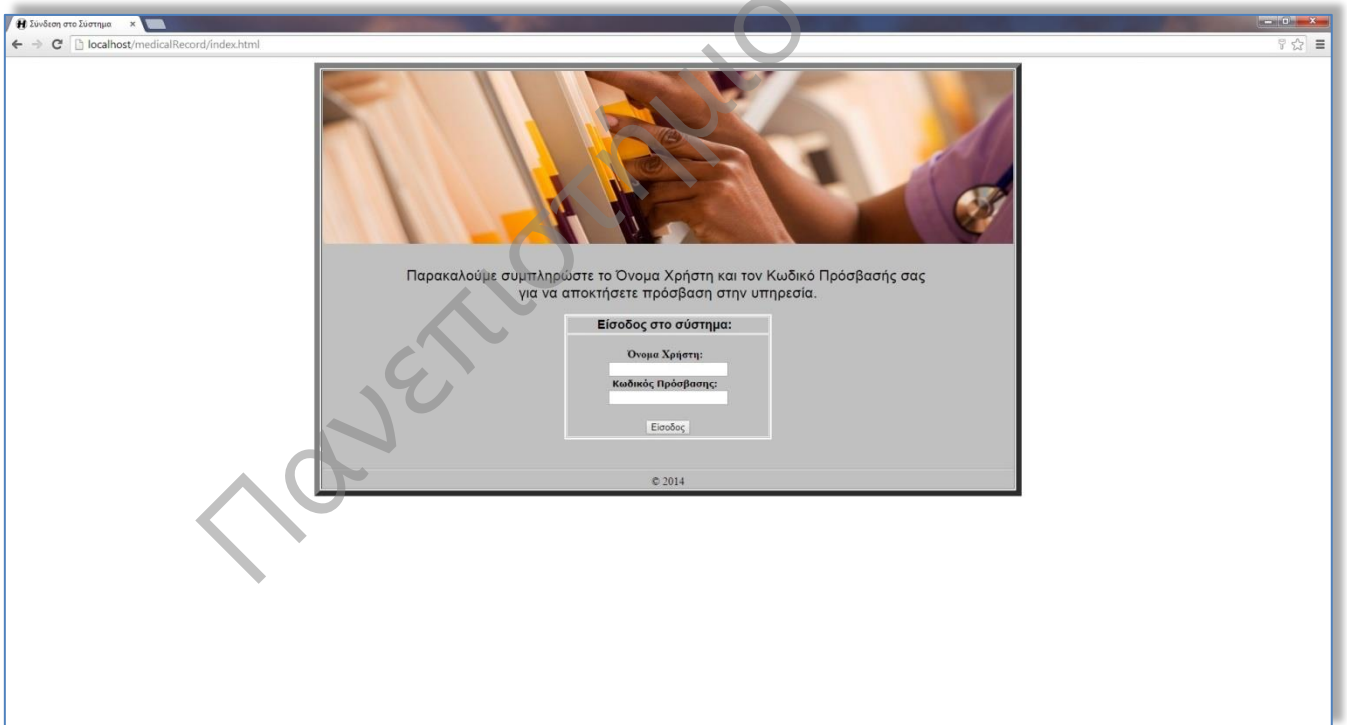 Σύνδεση στο Σύστημα
localhost/medicalRecord/index.html
Παρακαλούμε συμπληρώστε το Όνομα Χρήστη και τον Κωδικό Πρόσβασής σας
για να αποκτήσετε πρόσβαση στην υπηρεσία.
Είσοδος στο σύστημα:
Όνομα Χρήστη:
Κωδικός Πρόσβασης:
Είσοδος
© 2014
Πανεπιστημιο